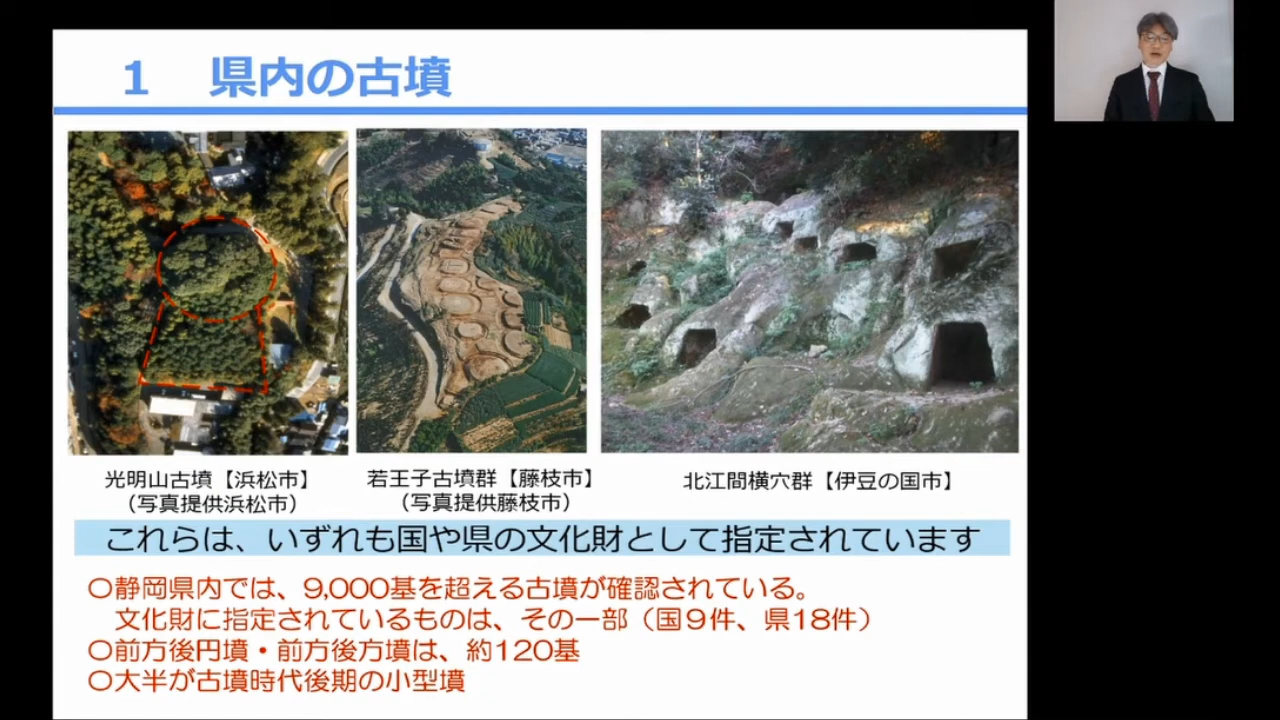 1 県内の古墳
光明山古墳【浜松市】
（写真提供浜松市）
若王子古墳群【藤枝市】
（写真提供藤枝市）
北江間横穴群【伊豆の国市】
これらは、いずれも国や県の文化財として指定されています
○静岡県内では、9,000基を超える古墳が確認されている。
文化財に指定されているものは、その一部（国９件、県18件）
○前方後円墳・前方後方墳は、約120基
○大半が古墳時代後期の小型墳